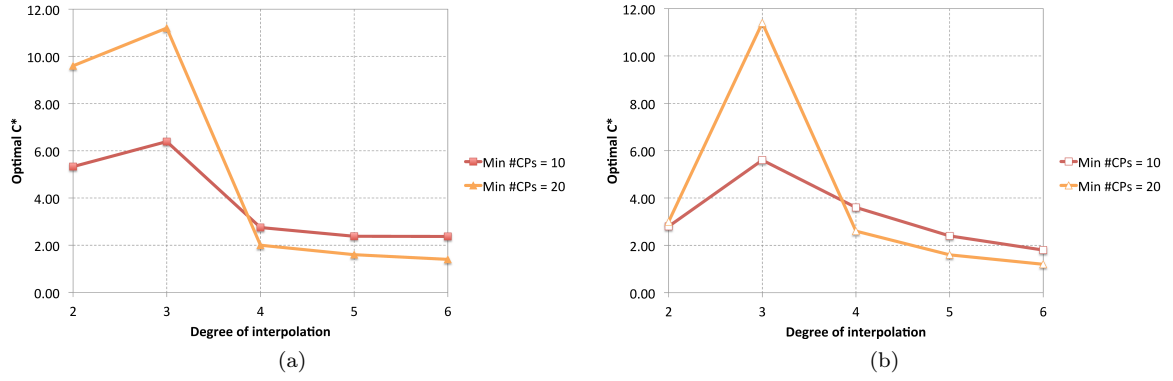 12.00
10.00
8.00
6.00
4.00
2.00
0.00
Optimal C*
2 3 4 5 6
Degree of interpolation
Min #CPs = 10
Min #CPs = 20
(a)
12.00
10.00
8.00
6.00
4.00
2.00
0.00
Optimal C*
2 3 4 5 6
Degree of interpolation
Min #CPs = 10
Min #CPs = 20
(b)